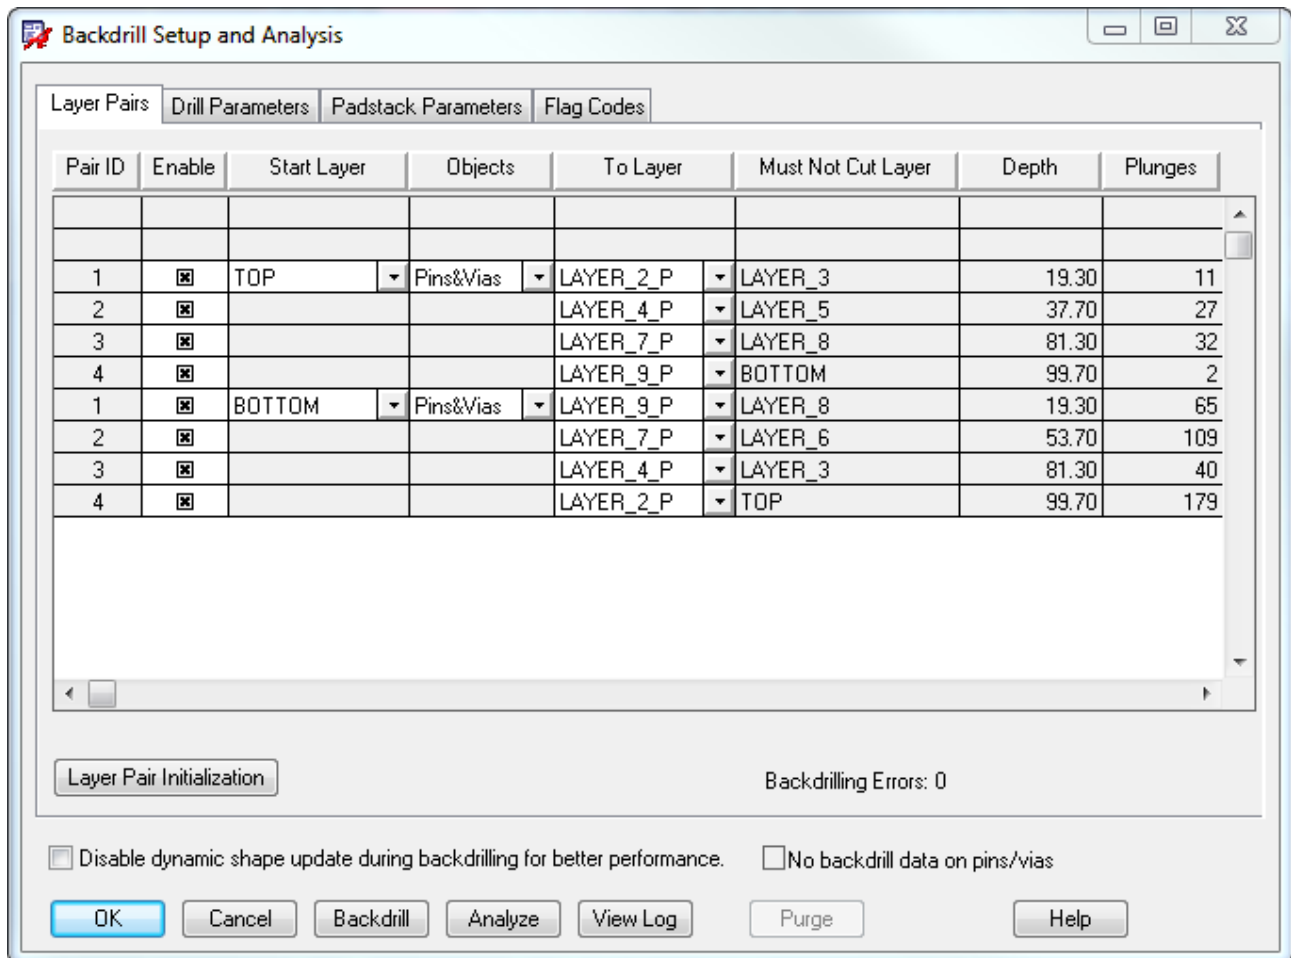 Backdrill Setup and Analysis
Layer Pairs Drill Parameters Padstack Parameters Flag Codes
Pair ID Enable Start Layer Objects To Layer Must Not Cut Layer Depth Plunges
1 TOP Pins&Vias LAYER_2_P LAYER_3 19.30 11
2 LAYER_4_P LAYER_5 37.70 27
3 LAYER_7_P LAYER_8 81.30 32
4 LAYER_9_P BOTTOM 99.70 2
1 BOTTOM Pins&Vias LAYER_9_P LAYER_8 19.30 65
2 LAYER_7_P LAYER_6 53.70 109
3 LAYER_4_P LAYER_3 81.30 40
4 LAYER_2_P TOP 99.70 179
Layer Pair Initialization Backdrilling Errors: 0
Disable dynamic shape update during backdrilling for better performance. No backdrill data on pins/vias
OK Cancel Backdrill Analyze View Log Purge Help